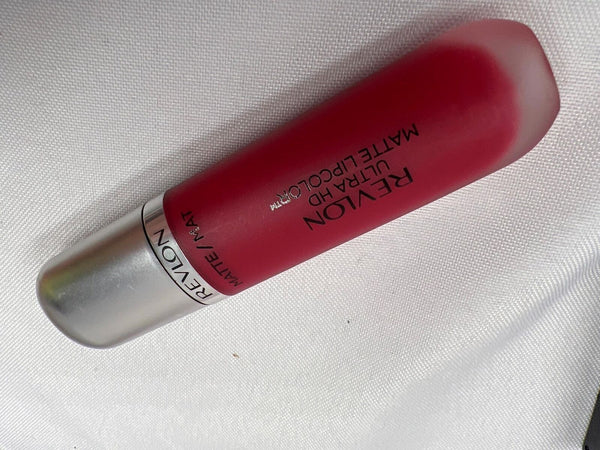 REVLON
ULTRA HD
MATTE LIPCOLOR™
MATTE / MAT
REVLON